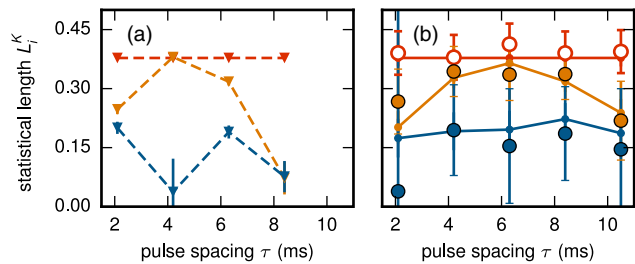 statistical length L_i^K
0.45
0.30
0.15
0.00
(a)
2 4 6 8 10
pulse spacing τ (ms)
(b)
2 4 6 8 10
pulse spacing τ (ms)